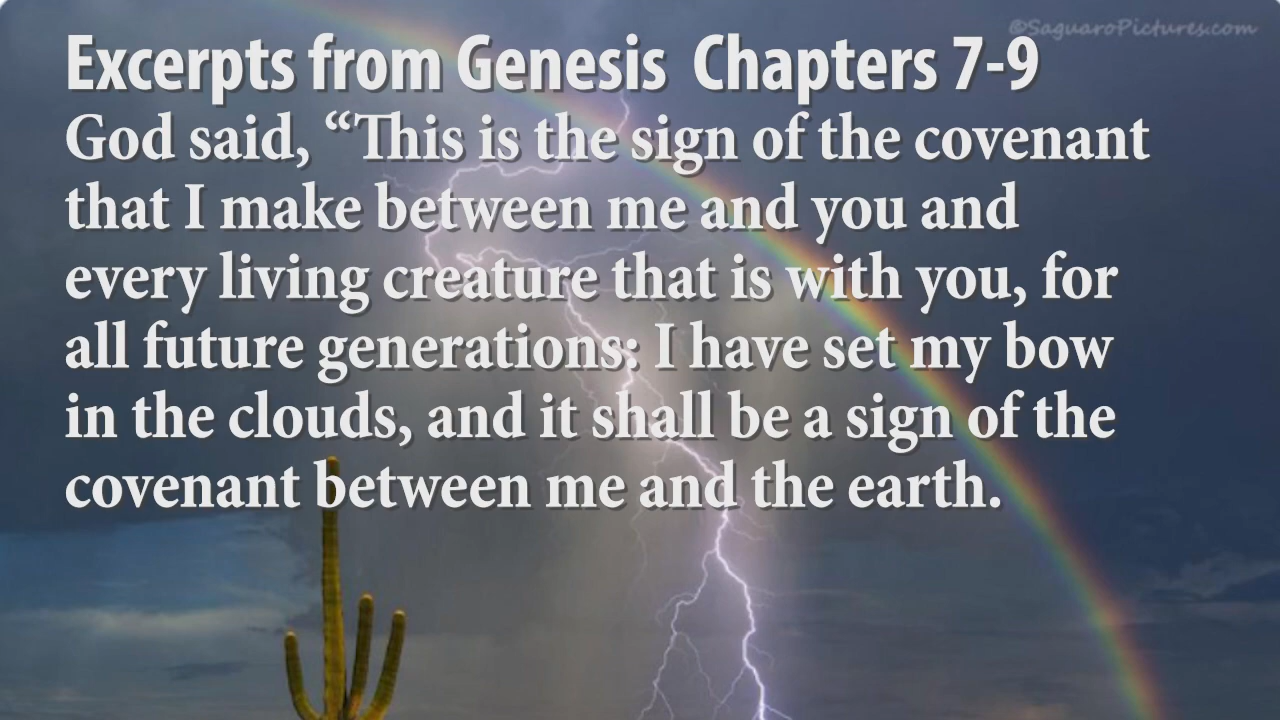 ©SaguaroPictures.com
Excerpts from Genesis  Chapters 7-9
God said, “This is the sign of the covenant
that I make between me and you and
every living creature that is with you, for
all future generations: I have set my bow
in the clouds, and it shall be a sign of the
covenant between me and the earth.